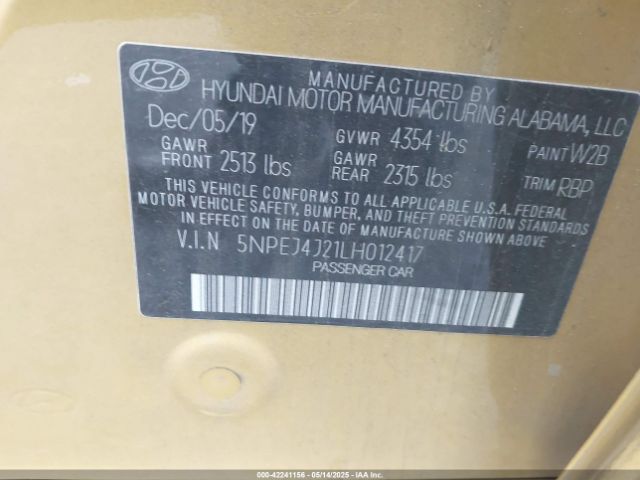 MANUFACTURED BY
HYUNDAI MOTOR MANUFACTURING ALABAMA, LLC
Dec/05/19 GVWR 4354 lbs PAINT W2B
GAWR FRONT 2513 lbs GAWR REAR 2315 lbs TRIM RBP
THIS VEHICLE CONFORMS TO ALL APPLICABLE U.S.A. FEDERAL
MOTOR VEHICLE SAFETY, BUMPER, AND THEFT PREVENTION STANDARDS
IN EFFECT ON THE DATE OF MANUFACTURE SHOWN ABOVE.
V.I.N 5NPEJ4J21LH012417
PASSENGER CAR
000-42241156 - 05/14/2025 - IAAI, Inc.